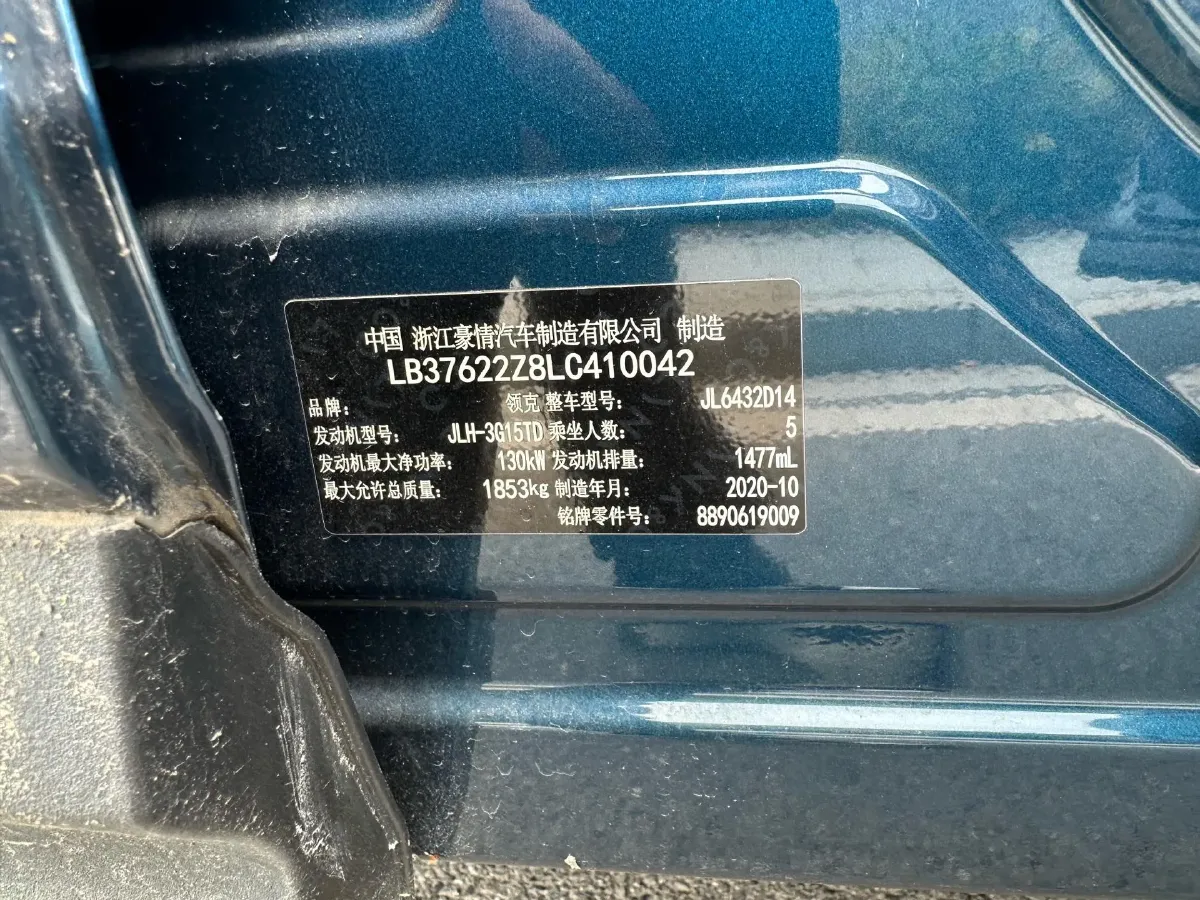 中国 浙江豪情汽车制造有限公司 制造
LB37622Z8LC410042
品牌: 领克 整车型号: JL6432D14
发动机型号: JLH-3G15TD 乘坐人数: 5
发动机最大净功率: 130kW 发动机排量: 1477mL
最大允许总质量: 1853kg 制造年月: 2020-10
铭牌零件号: 8890619009